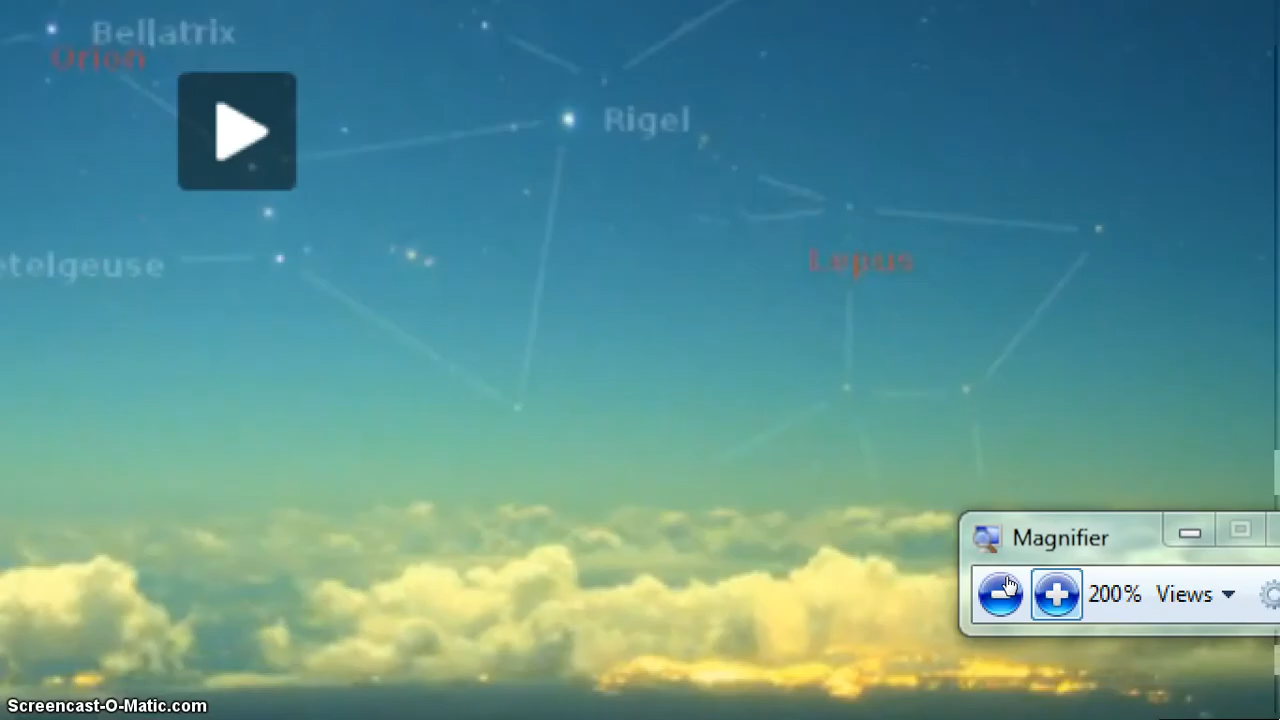 Bellatrix
Orion
Rigel
etelgeuse
Lepus
Magnifier
200% Views
Screencast-O-Matic.com